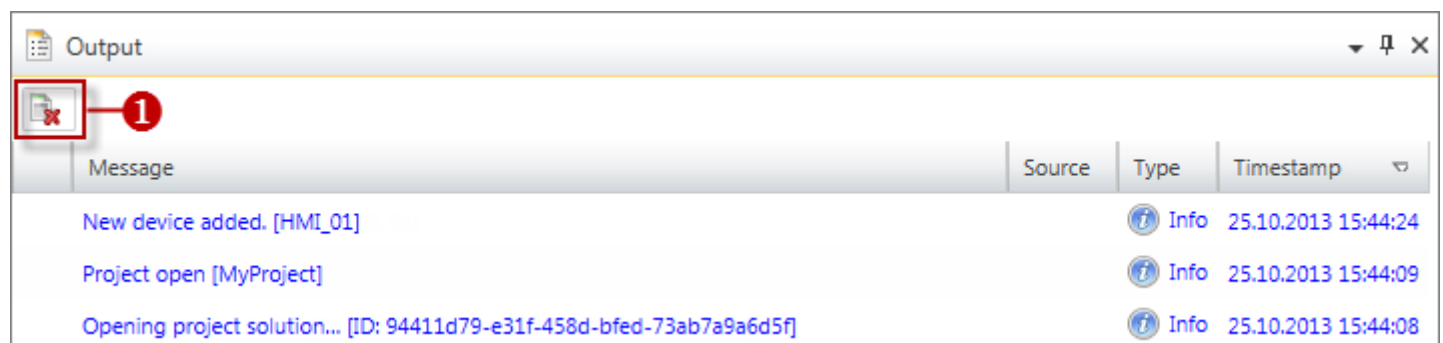 Output
1
Message Source Type Timestamp
New device added. [HMI_01] Info 25.10.2013 15:44:24
Project open [MyProject] Info 25.10.2013 15:44:09
Opening project solution... [ID: 94411d79-e31f-458d-bfed-73ab7a9a6d5f] Info 25.10.2013 15:44:08